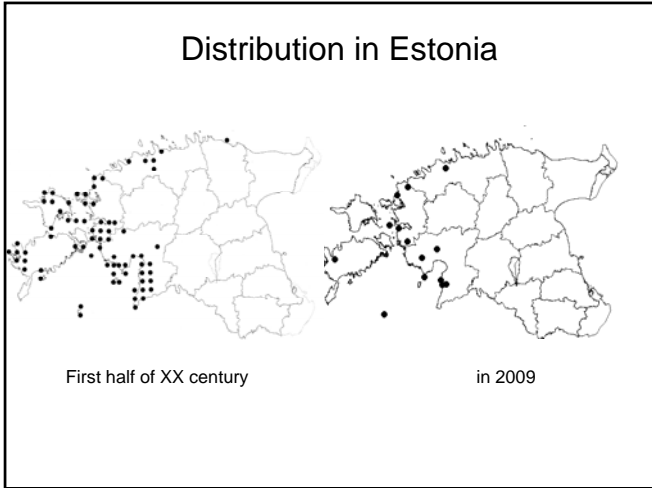 Distribution in Estonia
First half of XX century
in 2009